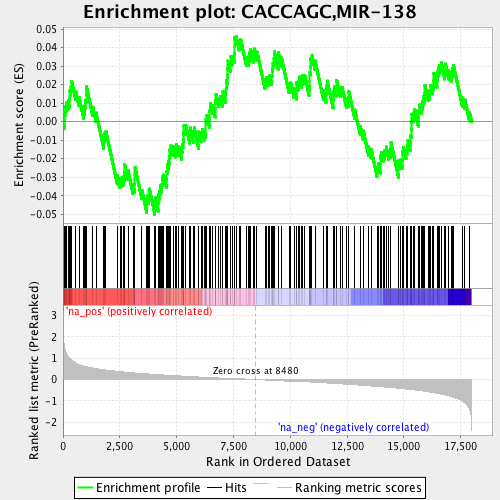 Enrichment plot: CACCAGC,MIR-138
Enrichment score (ES)
0.05
0.04
0.03
0.02
0.01
0.00
-0.01
-0.02
-0.03
-0.04
-0.05
'na_pos' (positively correlated)
Ranked list metric (PreRanked)
3
2
1
0
-1
-2
Zero cross at 8480
'na_neg' (negatively correlated)
0
2,500
5,000
7,500
10,000
12,500
15,000
17,500
Rank in Ordered Dataset
Enrichment profile
Hits
Ranking metric scores